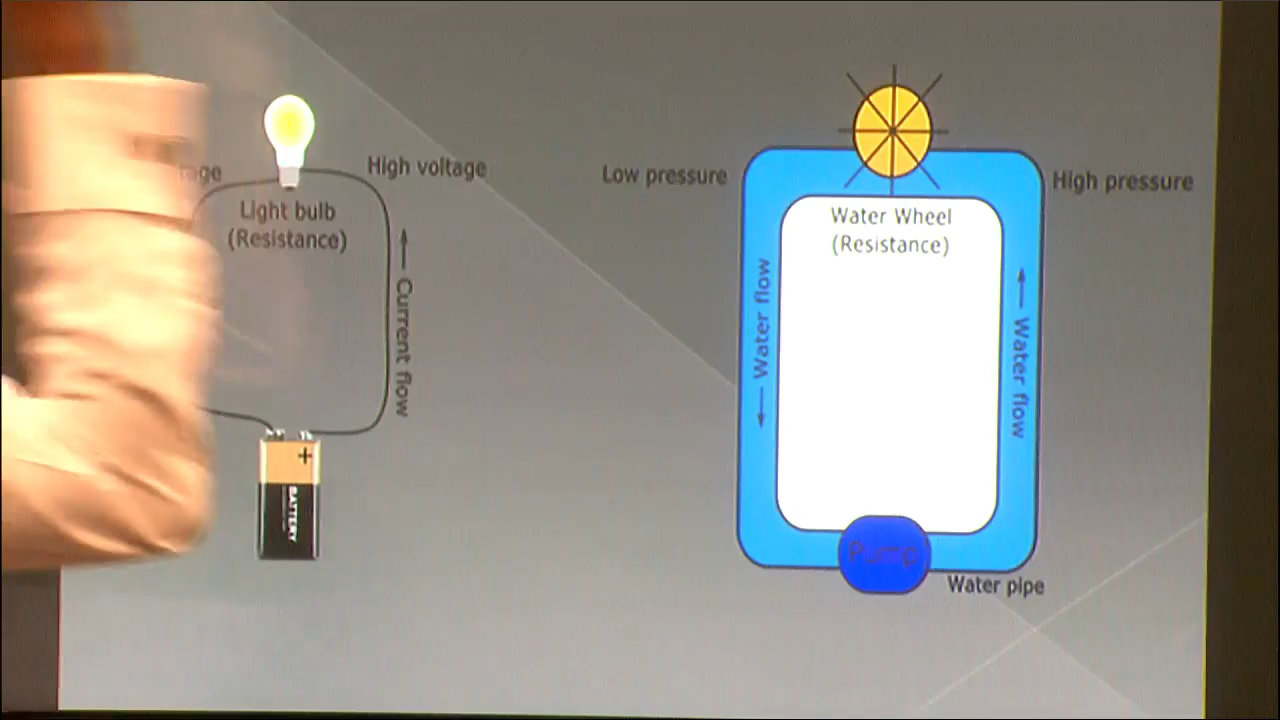 High voltage
Light bulb
(Resistance)
Current flow
+
BATTERY
Low pressure
High pressure
Water Wheel
(Resistance)
Water flow
Water flow
Pump
Water pipe